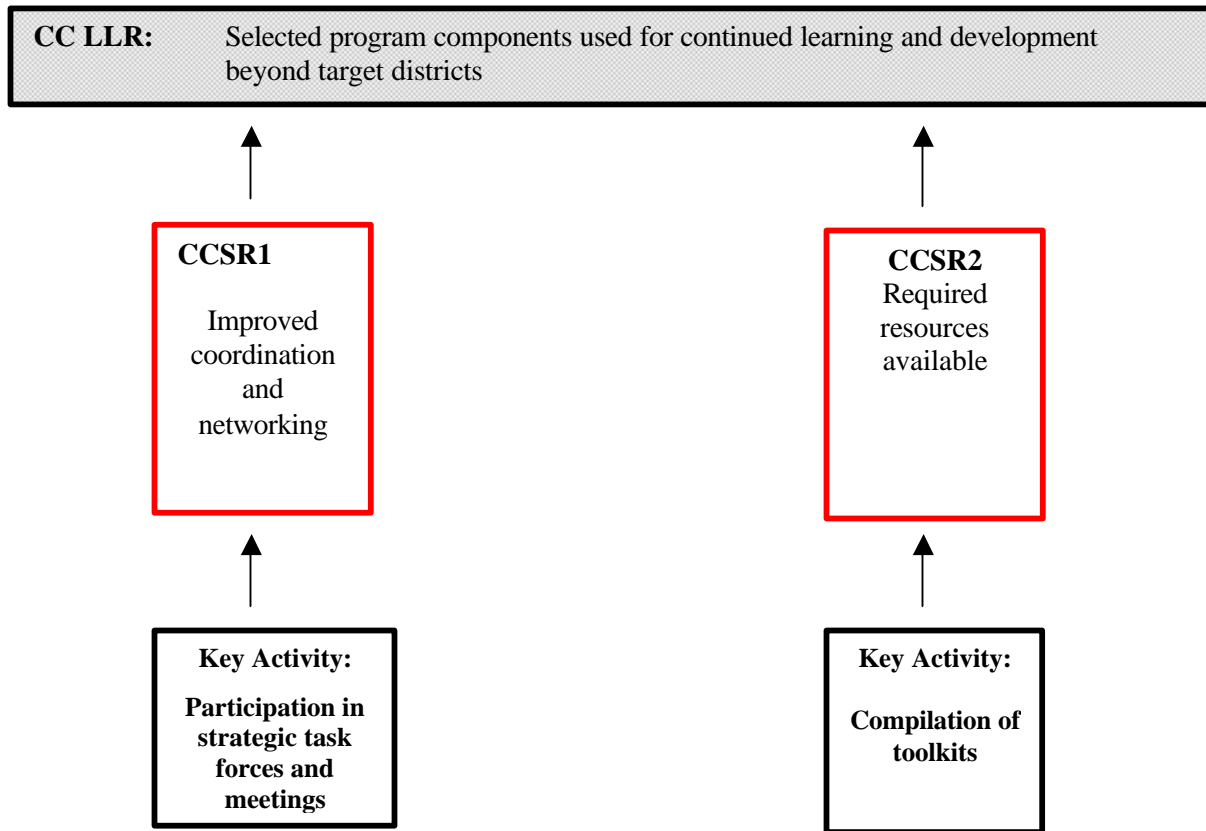 CC LLR: Selected program components used for continued learning and development
beyond target districts
CCSR1
Improved
coordination
and
networking
CCSR2
Required
resources
available
Key Activity:
Participation in
strategic task
forces and
meetings
Key Activity:
Compilation of
toolkits